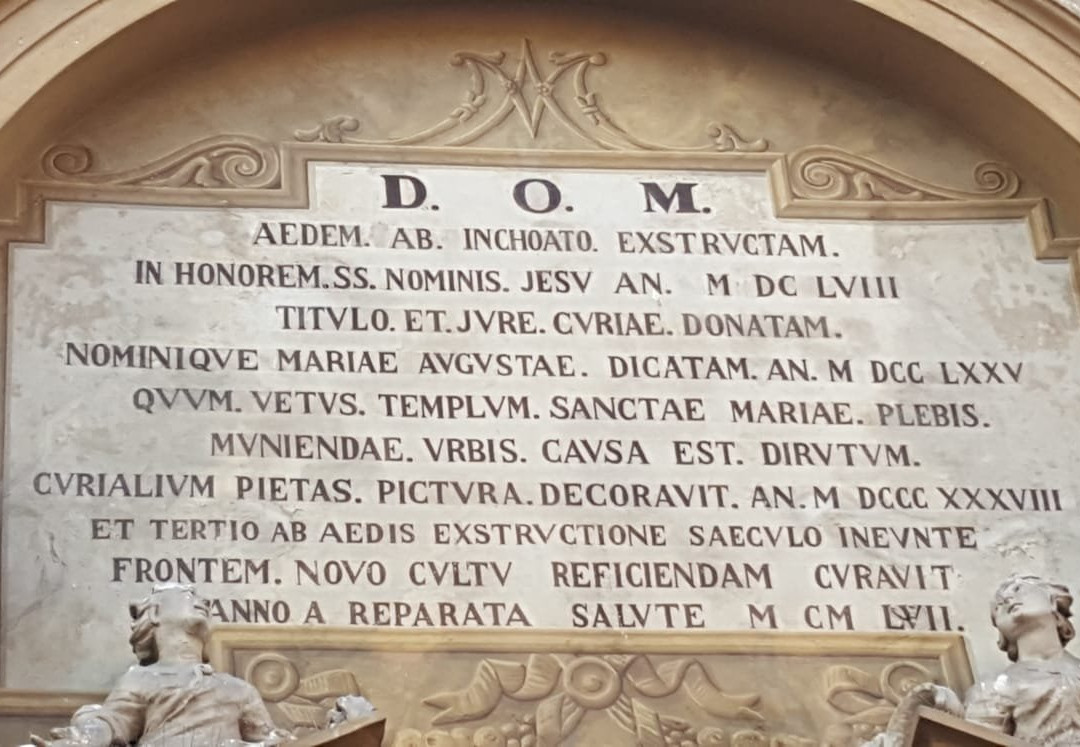 D. O. M.
AEDEM. AB. INCHOATO. EXSTRVCTAM.
IN HONOREM. SS. NOMINIS. JESV AN. M DC LVIII
TITVLO. ET. JVRE. CVRIAE. DONATAM.
NOMINIQVE MARIAE AVGVSTAE. DICATAM. AN. M DCC LXXV
QVVM. VETVS. TEMPLVM. SANCTAE MARIAE. PLEBIS.
MVNIENDAE. VRBIS. CAVSA EST. DIRVTVM.
CVRIALIVM PIETAS. PICTVRA. DECORAVIT. AN. M DCCC XXXVIII
ET TERTIO AB AEDIS EXSTRVCTIONE SAECVLO INEVNTE
FRONTEM. NOVO CVLTV REFICIENDAM CVRAVIT
ANNO A REPARATA SALVTE M CM